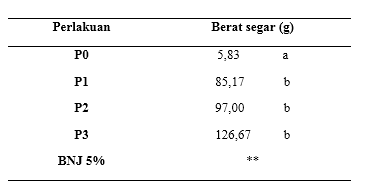 Perlakuan Berat segar (g)
P0 5,83 a
P1 85,17 b
P2 97,00 b
P3 126,67 b
BNJ 5% **